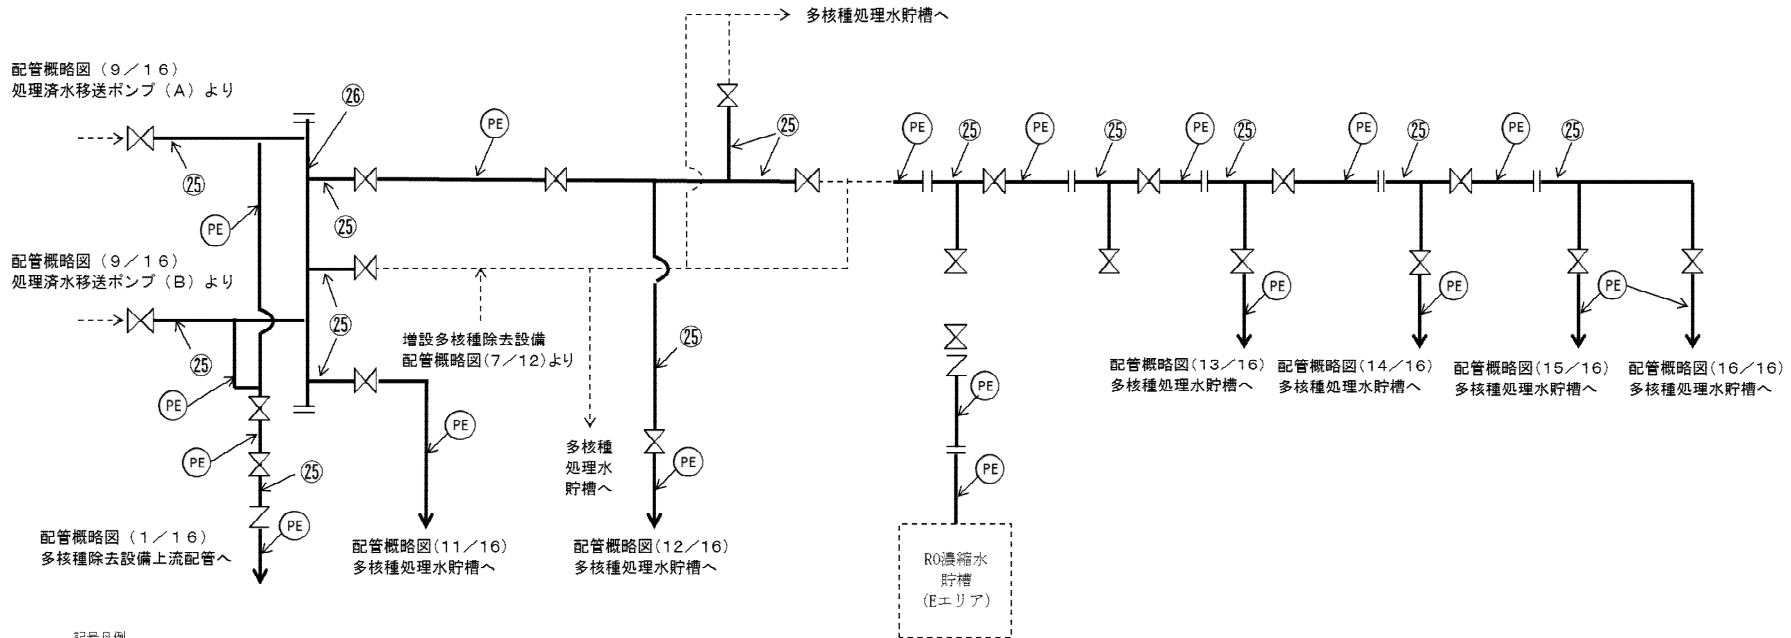 多核種処理水貯槽へ
配管概略図（9／16）
処理済水移送ポンプ（A）より
㉖
PE
㉕
PE
㉕
PE
㉕
PE
㉕
PE
㉕
PE
㉕
㉕
㉕
PE
配管概略図（9／16）
処理済水移送ポンプ（B）より
PE
PE
PE
PE
㉕
㉕
㉕
増設多核種除去設備
配管概略図(7／12)より
配管概略図(13／16)
多核種処理水貯槽へ
配管概略図(14／16)
多核種処理水貯槽へ
配管概略図(15／16)
多核種処理水貯槽へ
配管概略図(16／16)
多核種処理水貯槽へ
PE
PE
PE
多核種
処理水
貯槽へ
PE
㉕
PE
PE
PE
配管概略図（1／16）
多核種除去設備上流配管へ
配管概略図(11／16)
多核種処理水貯槽へ
配管概略図(12／16)
多核種処理水貯槽へ
RO濃縮水
貯槽
(Eエリア)
記号凡例